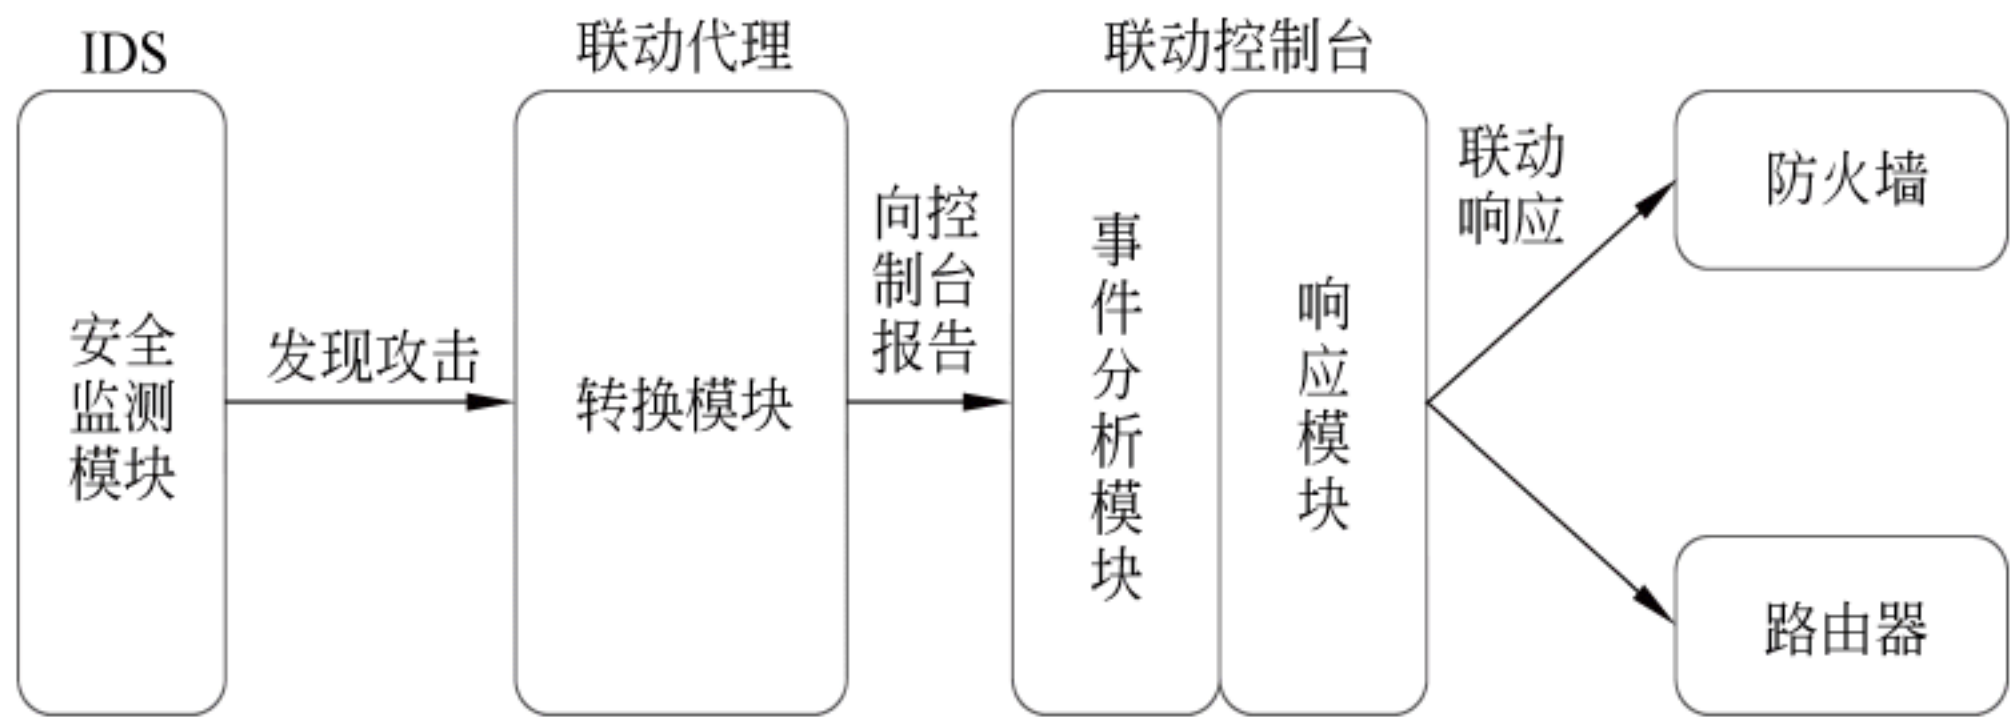 IDS
联动代理
联动控制台
安全
监测
模块
发现攻击
转换模块
向控
制台
报告
事件分析模块
响应模块
联动
响应
防火墙
路由器